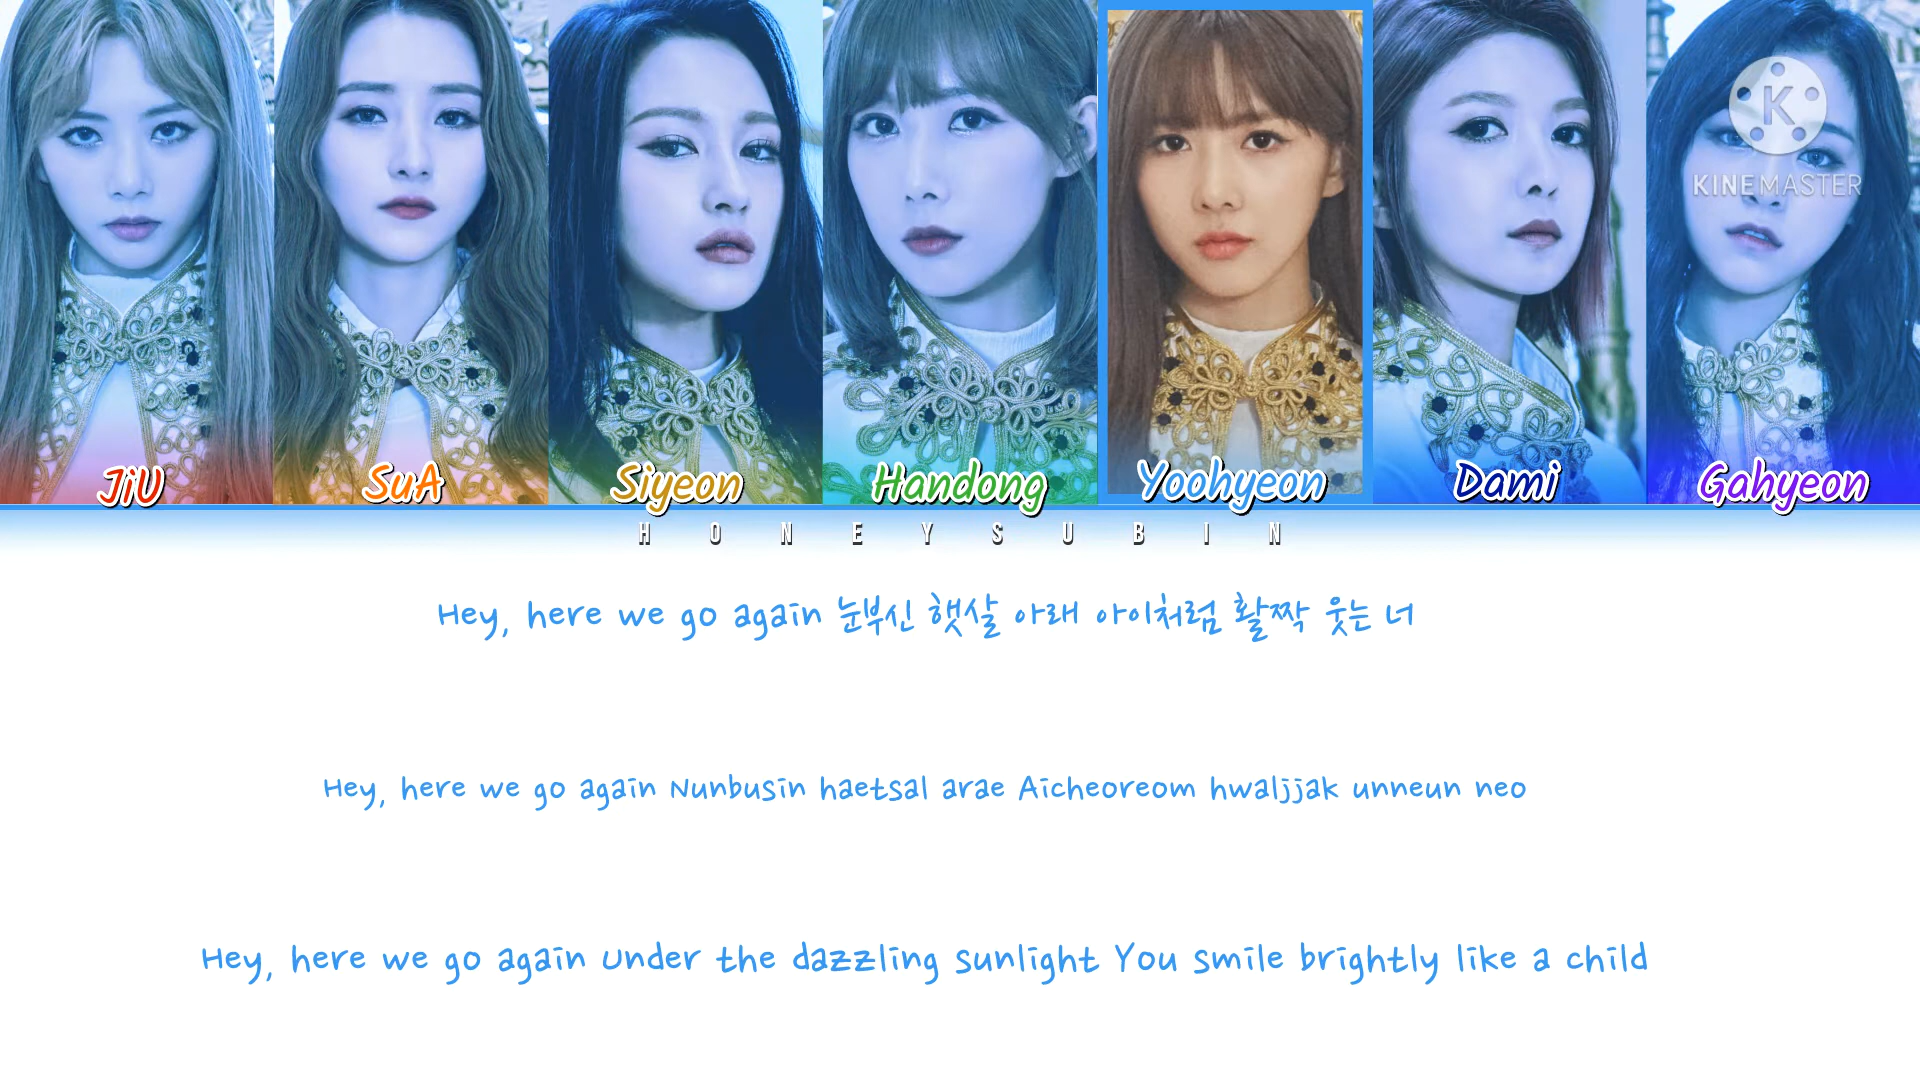 K
KINEMASTER
JiU
SuA
Siyeon
Handong
Yoohyeon
Dami
Gahyeon
HONEYSUBIN
Hey, here we go again 눈부신 햇살 아래 아이처럼 활짝 웃는 너
Hey, here we go again Nunbusin haetsal arae Aicheoreom hwaljjak unneun neo
Hey, here we go again under the dazzling sunlight You smile brightly like a child